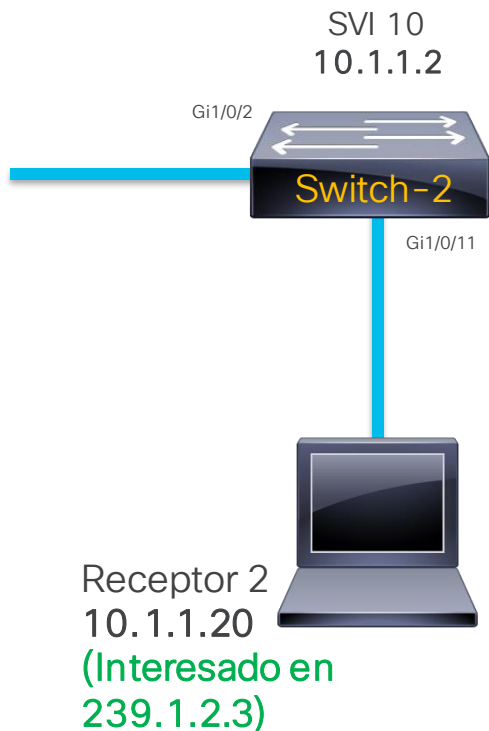 SVI 10
10.1.1.2
Gi1/0/2
Switch-2
Gi1/0/11
Receptor 2
10.1.1.20
(Interesado en
239.1.2.3)